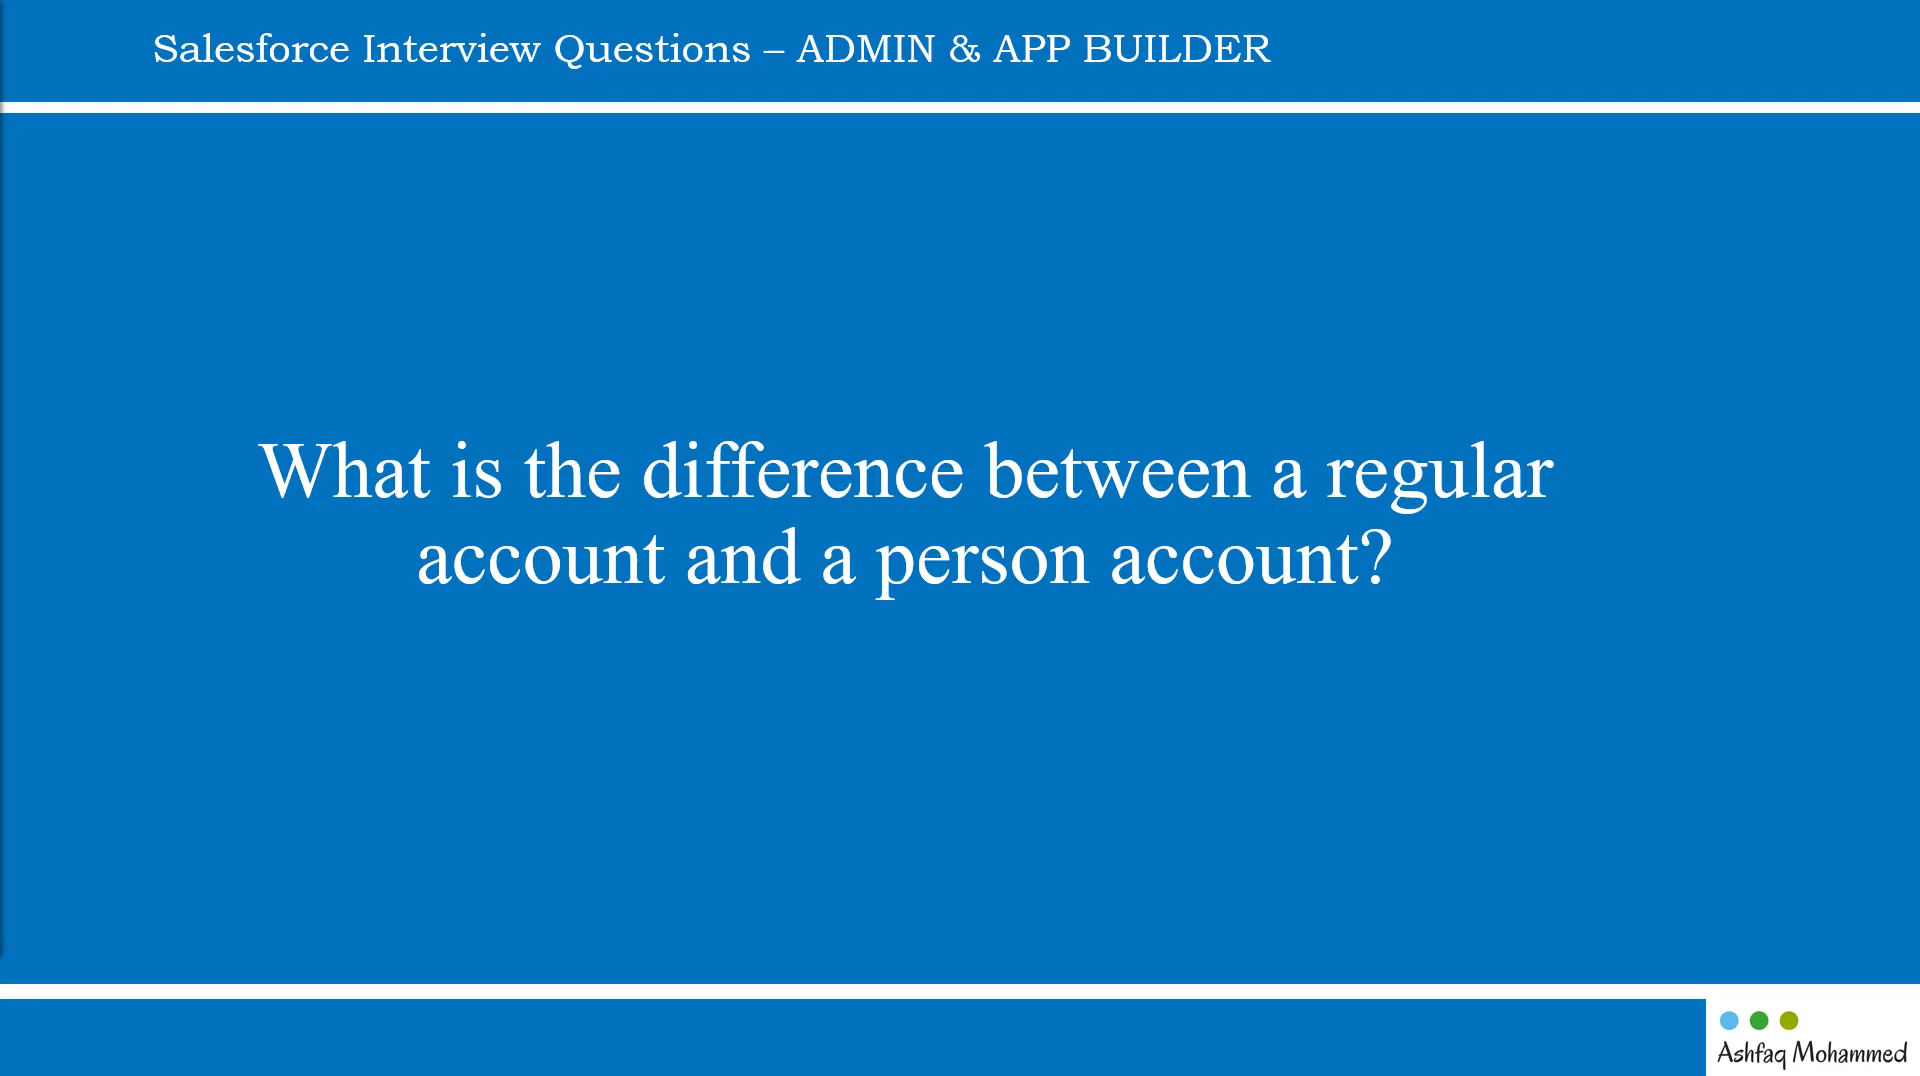 Salesforce Interview Questions – ADMIN & APP BUILDER
What is the difference between a regular
account and a person account?
Ashfaq Mohammed